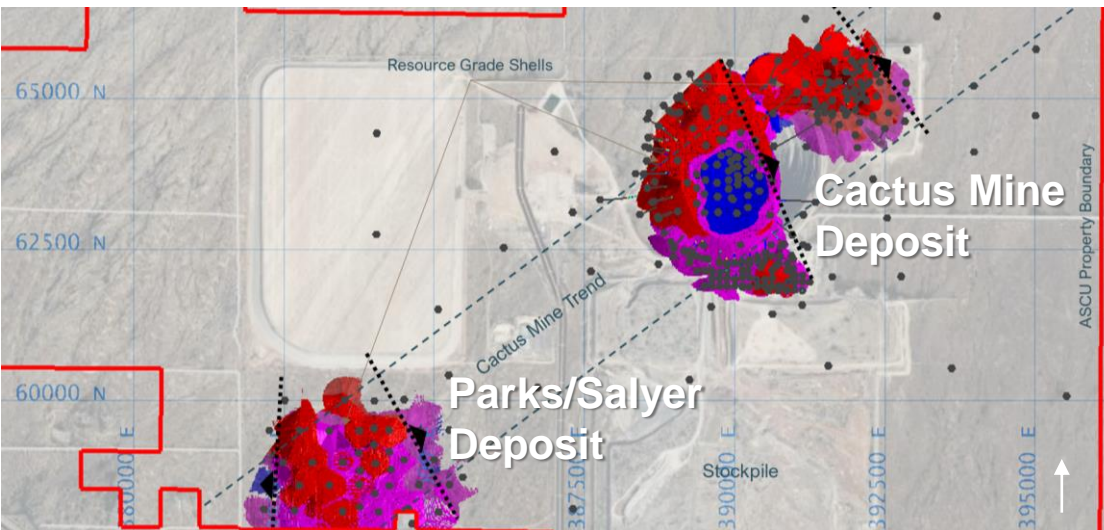 Resource Grade Shells
65000 N
Cactus Mine
Deposit
62500 N
ASCU Property Boundary
Cactus Mine Trend
60000 N
Parks/Salyer
Deposit
Stockpile
387500 E
390000 E
392500 E
395000 E